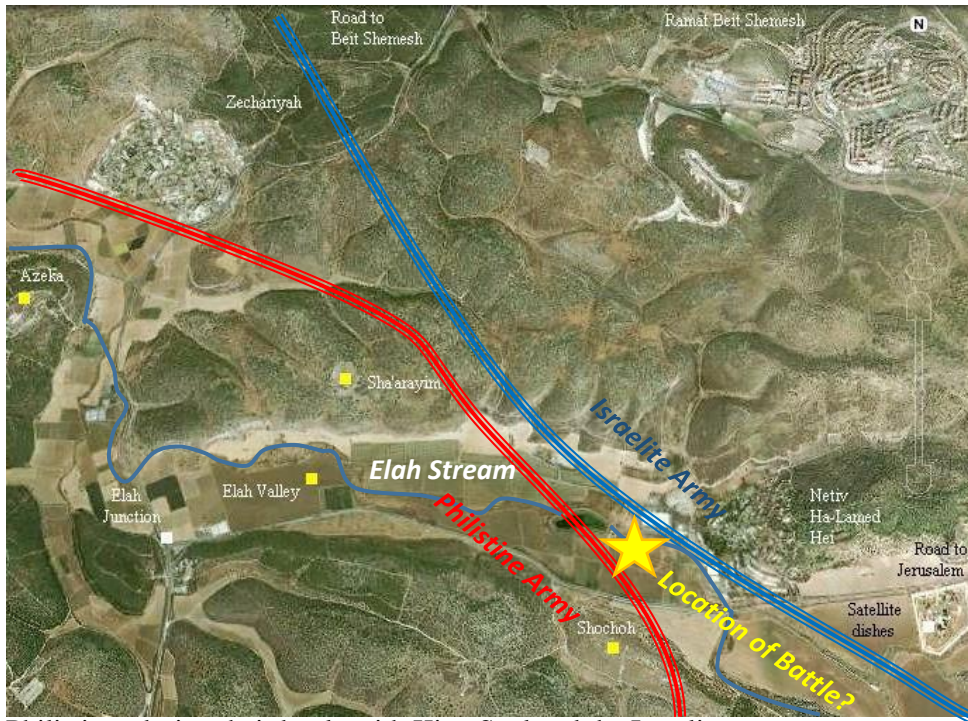 Road to
Beit Shemesh
Ramat Beit Shemesh
N
Zechariyah
Azeka
Sha'arayim
Israelite Army
Elah Stream
Elah Valley
Elah
Junction
Philistine Army
Netiv
Ha-Lamed
Hei
Road to
Jerusalem
Location of Battle?
Satellite
dishes
Shochoh